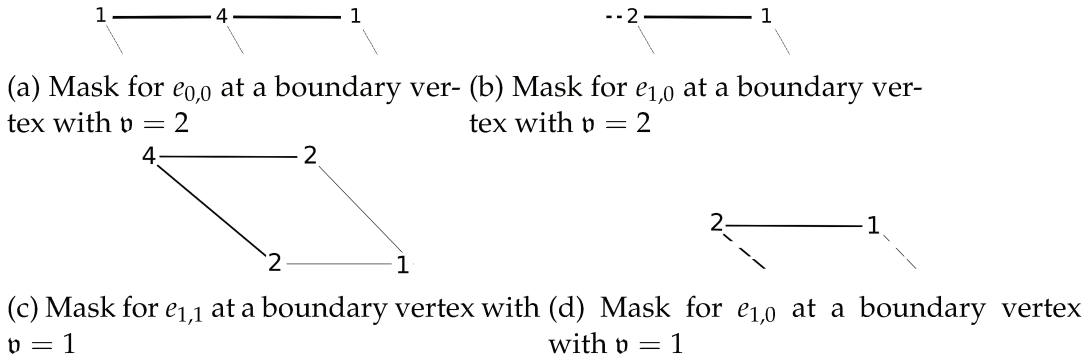 1 4 1 2 1
(a) Mask for e₀,₀ at a boundary ver- (b) Mask for e₁,₀ at a boundary ver-
tex with 𝔳 = 2 tex with 𝔳 = 2
4 2
2 1
2 1
(c) Mask for e₁,₁ at a boundary vertex with (d) Mask for e₁,₀ at a boundary vertex
𝔳 = 1 with 𝔳 = 1